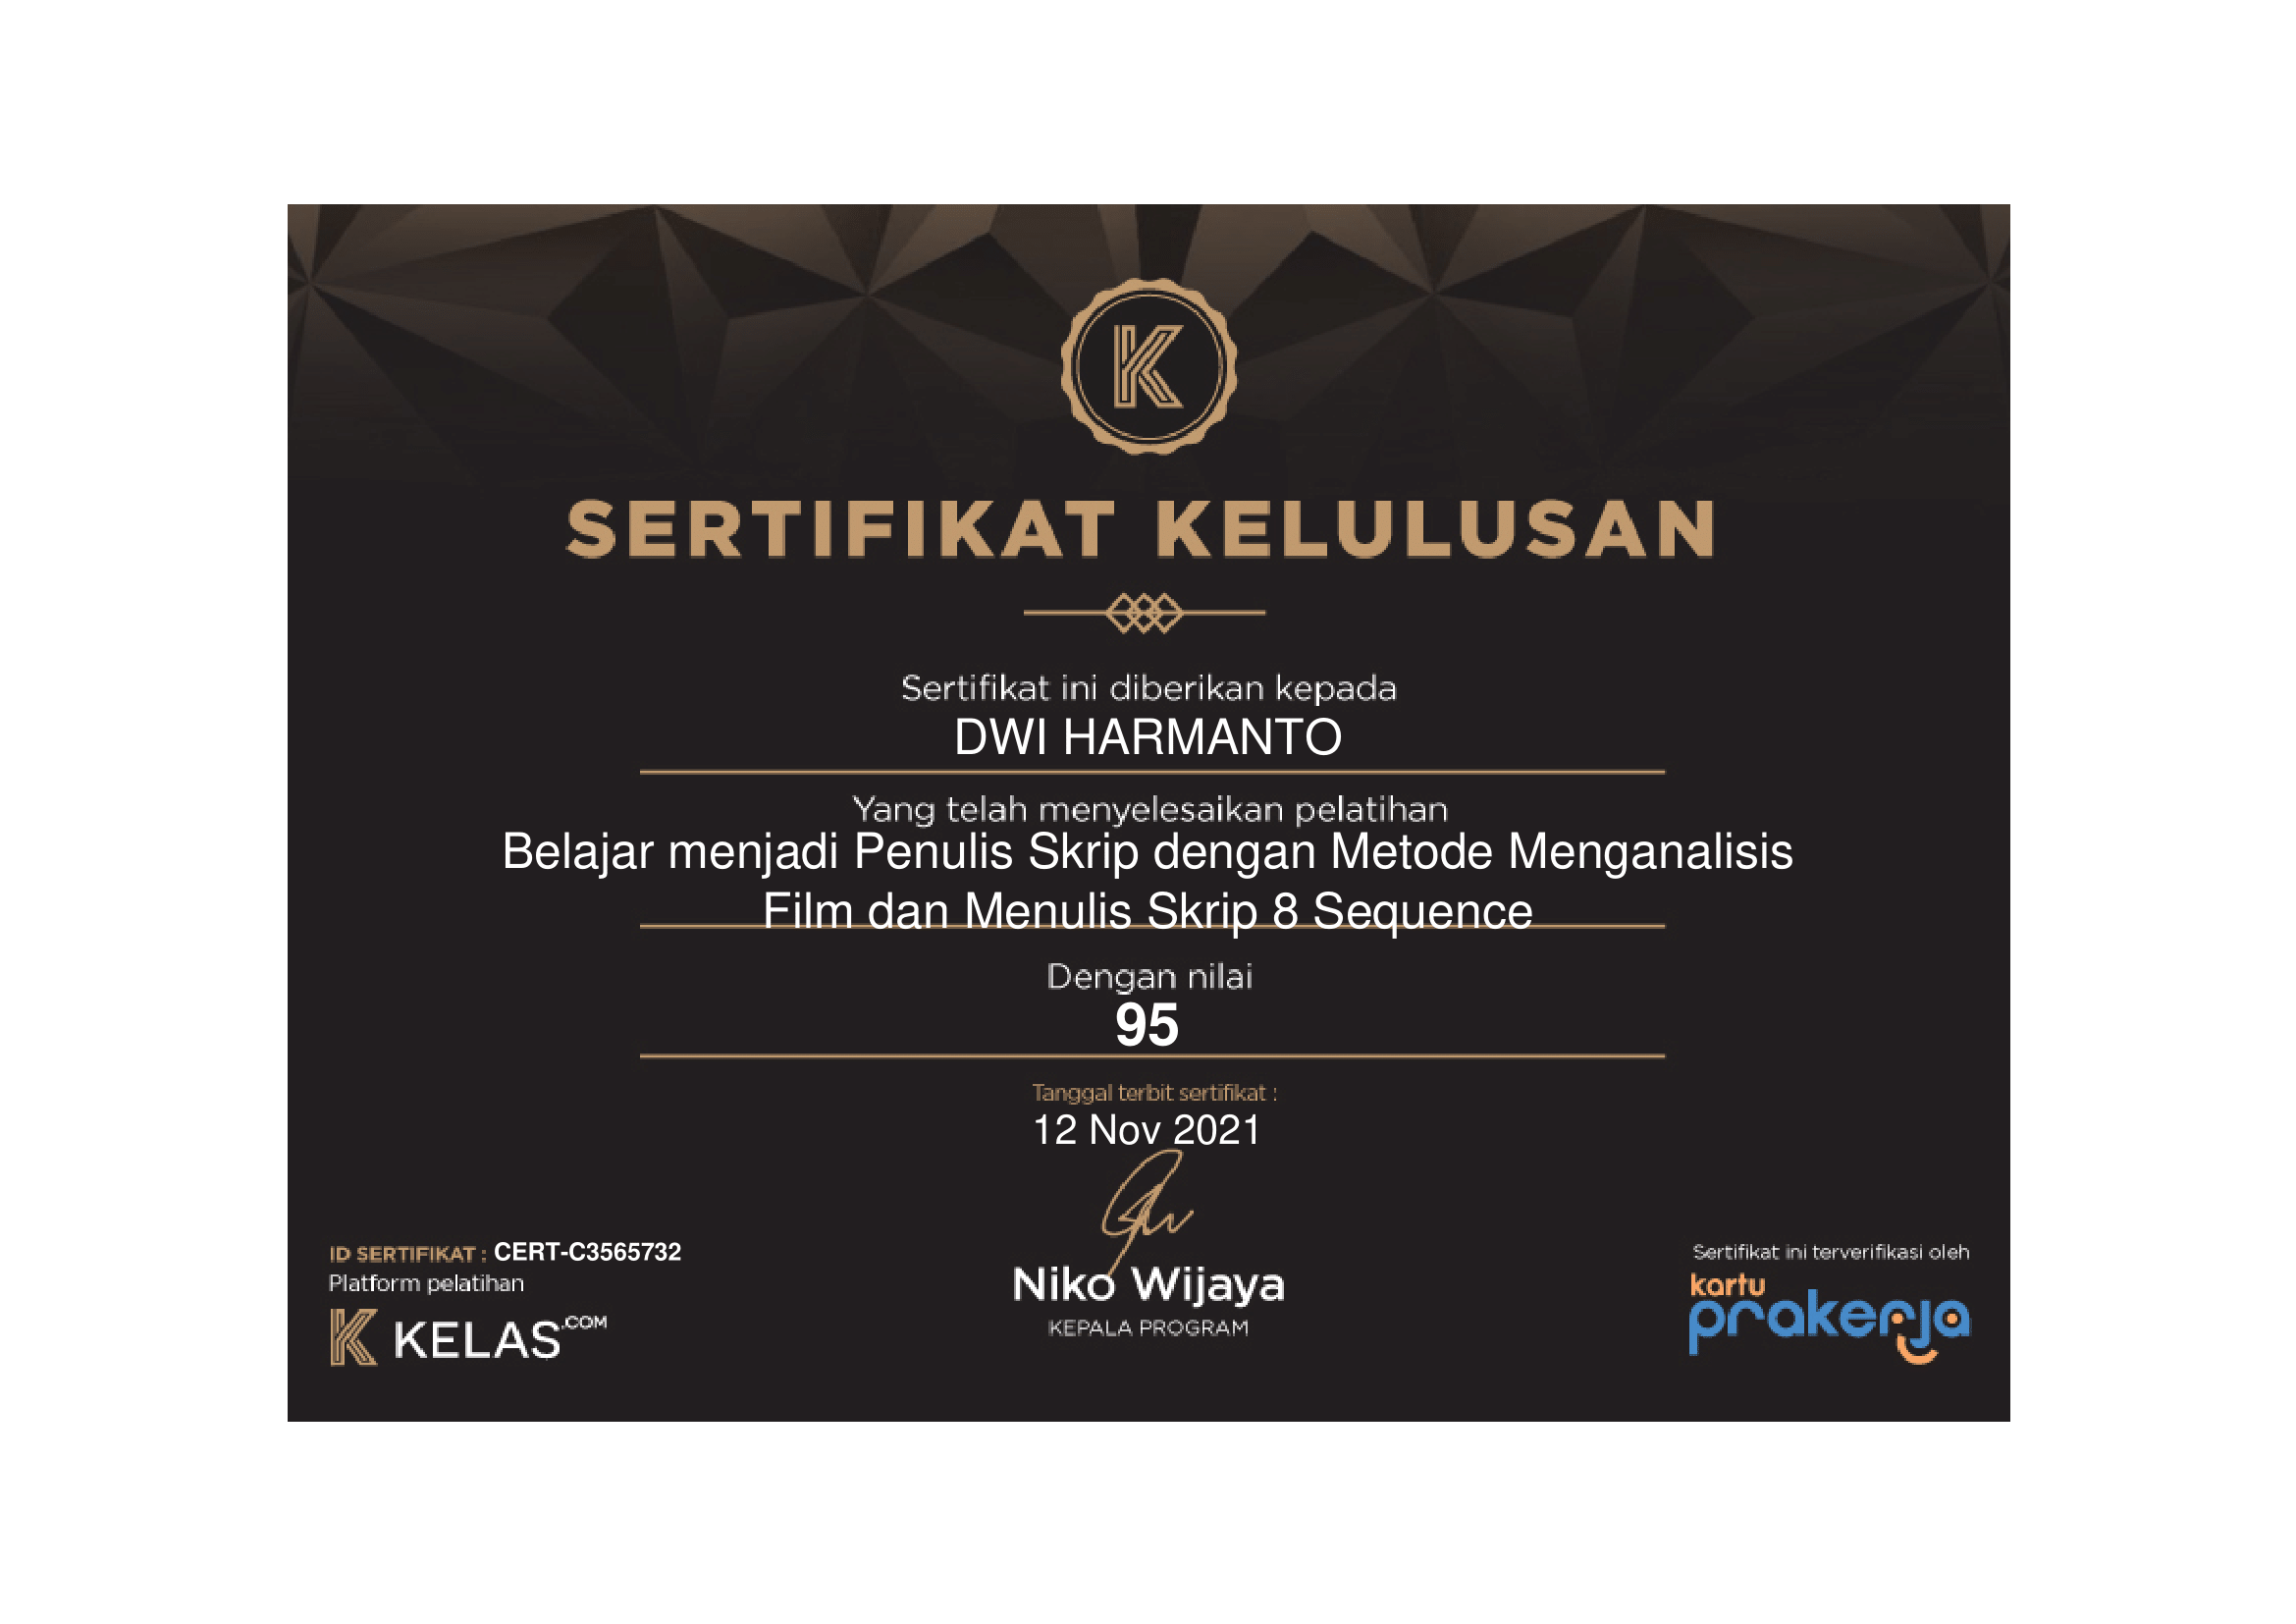 K
SERTIFIKAT KELULUSAN
Sertifikat ini diberikan kepada
DWI HARMANTO
Yang telah menyelesaikan pelatihan
Belajar menjadi Penulis Skrip dengan Metode Menganalisis
Film dan Menulis Skrip 8 Sequence
Dengan nilai
95
Tanggal terbit sertifikat :
12 Nov 2021
Niko Wijaya
KEPALA PROGRAM
ID SERTIFIKAT : CERT-C3565732
Platform pelatihan
K KELAS.COM
Sertifikat ini terverifikasi oleh
kartu
prakerja